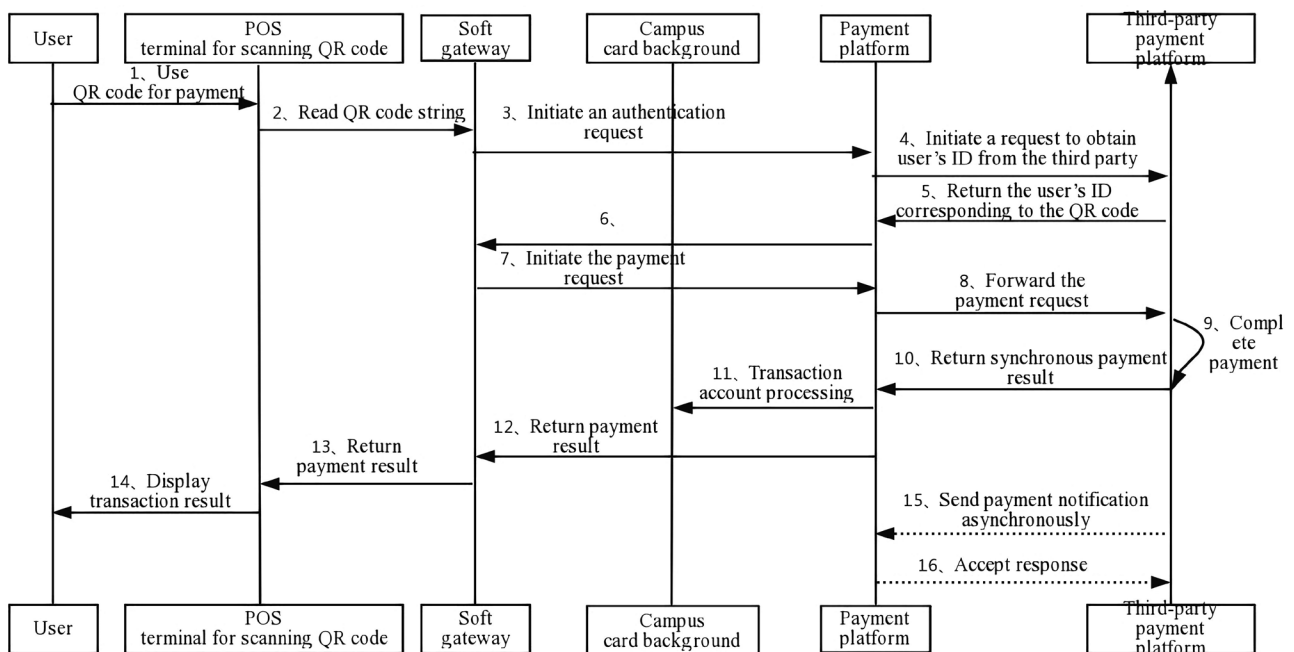 User
POS
terminal for scanning QR code
Soft
gateway
Campus
card background
Payment
platform
Third-party
payment
platform
1、Use
QR code for payment
2、Read QR code string
3、Initiate an authentication
request
4、Initiate a request to obtain
user’s ID from the third party
5、Return the user’s ID
corresponding to the QR code
6、
7、Initiate the payment
request
8、Forward the
payment request
9、Compl
ete
payment
10、Return synchronous payment
result
11、Transaction
account processing
12、Return payment
result
13、Return
payment result
14、Display
transaction result
15、Send payment notification
asynchronously
16、Accept response
User
POS
terminal for scanning QR code
Soft
gateway
Campus
card background
Payment
platform
Third-party
payment
platform